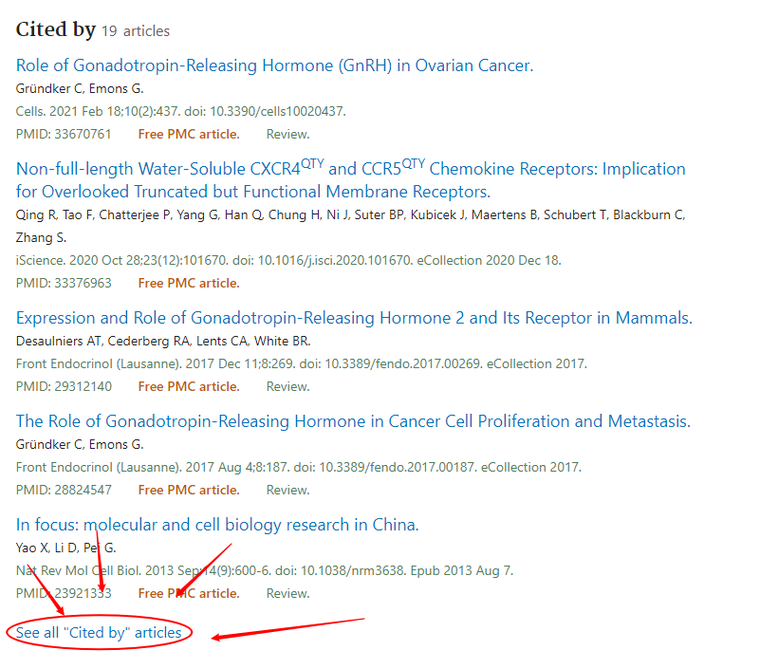 Cited by 19 articles
Role of Gonadotropin-Releasing Hormone (GnRH) in Ovarian Cancer.
Gründker C, Emons G.
Cells. 2021 Feb 18;10(2):437. doi: 10.3390/cells10020437.
PMID: 33670761 Free PMC article. Review.
Non-full-length Water-Soluble CXCR4QTY and CCR5QTY Chemokine Receptors: Implication
for Overlooked Truncated but Functional Membrane Receptors.
Qing R, Tao F, Chatterjee P, Yang G, Han Q, Chung H, Ni J, Suter BP, Kubicek J, Maertens B, Schubert T, Blackburn C,
Zhang S.
iScience. 2020 Oct 28;23(12):101670. doi: 10.1016/j.isci.2020.101670. eCollection 2020 Dec 18.
PMID: 33376963 Free PMC article.
Expression and Role of Gonadotropin-Releasing Hormone 2 and Its Receptor in Mammals.
Desaulniers AT, Cederberg RA, Lents CA, White BR.
Front Endocrinol (Lausanne). 2017 Dec 11;8:269. doi: 10.3389/fendo.2017.00269. eCollection 2017.
PMID: 29312140 Free PMC article. Review.
The Role of Gonadotropin-Releasing Hormone in Cancer Cell Proliferation and Metastasis.
Gründker C, Emons G.
Front Endocrinol (Lausanne). 2017 Aug 4;8:187. doi: 10.3389/fendo.2017.00187. eCollection 2017.
PMID: 28824547 Free PMC article. Review.
In focus: molecular and cell biology research in China.
Yao X, Li D, Pei G.
Nat Rev Mol Cell Biol. 2013 Sep;14(9):600-6. doi: 10.1038/nrm3638. Epub 2013 Aug 7.
PMID: 23921333 Free PMC article. Review.
See all "Cited by" articles